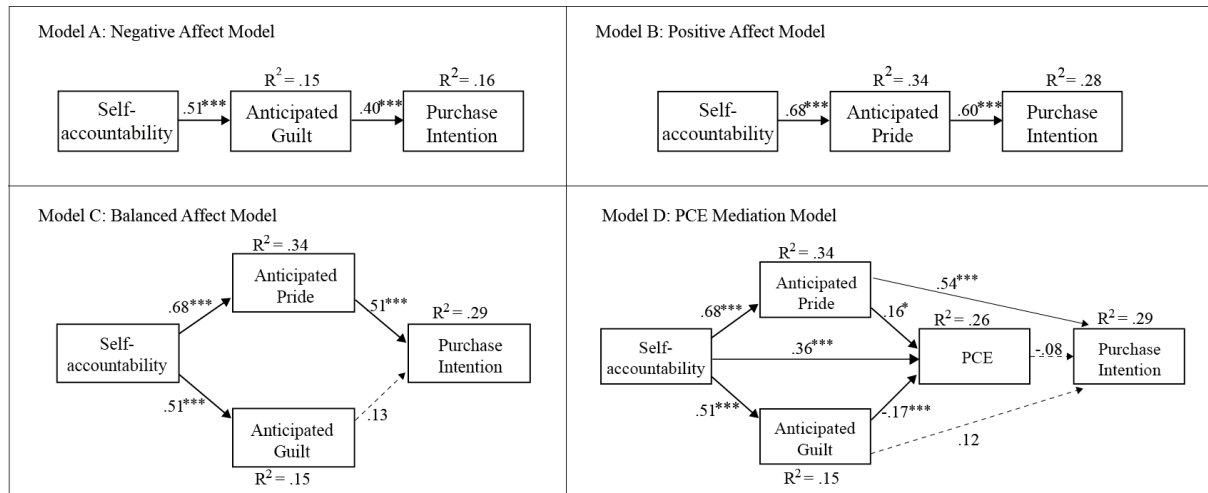 Model A: Negative Affect Model
R² = .15
R² = .16
Self-
accountability
.51***
Anticipated
Guilt
.40***
Purchase
Intention
Model B: Positive Affect Model
R² = .34
R² = .28
Self-
accountability
.68***
Anticipated
Pride
.60***
Purchase
Intention
Model C: Balanced Affect Model
R² = .34
Anticipated
Pride
.68***
.51***
R² = .29
Self-
accountability
Purchase
Intention
.51***
.13
Anticipated
Guilt
R² = .15
Model D: PCE Mediation Model
R² = .34
Anticipated
Pride
.54***
.68***
.16*
R² = .26
R² = .29
Self-
accountability
.36***
PCE
-.08
Purchase
Intention
.51***
-.17***
Anticipated
Guilt
.12
R² = .15